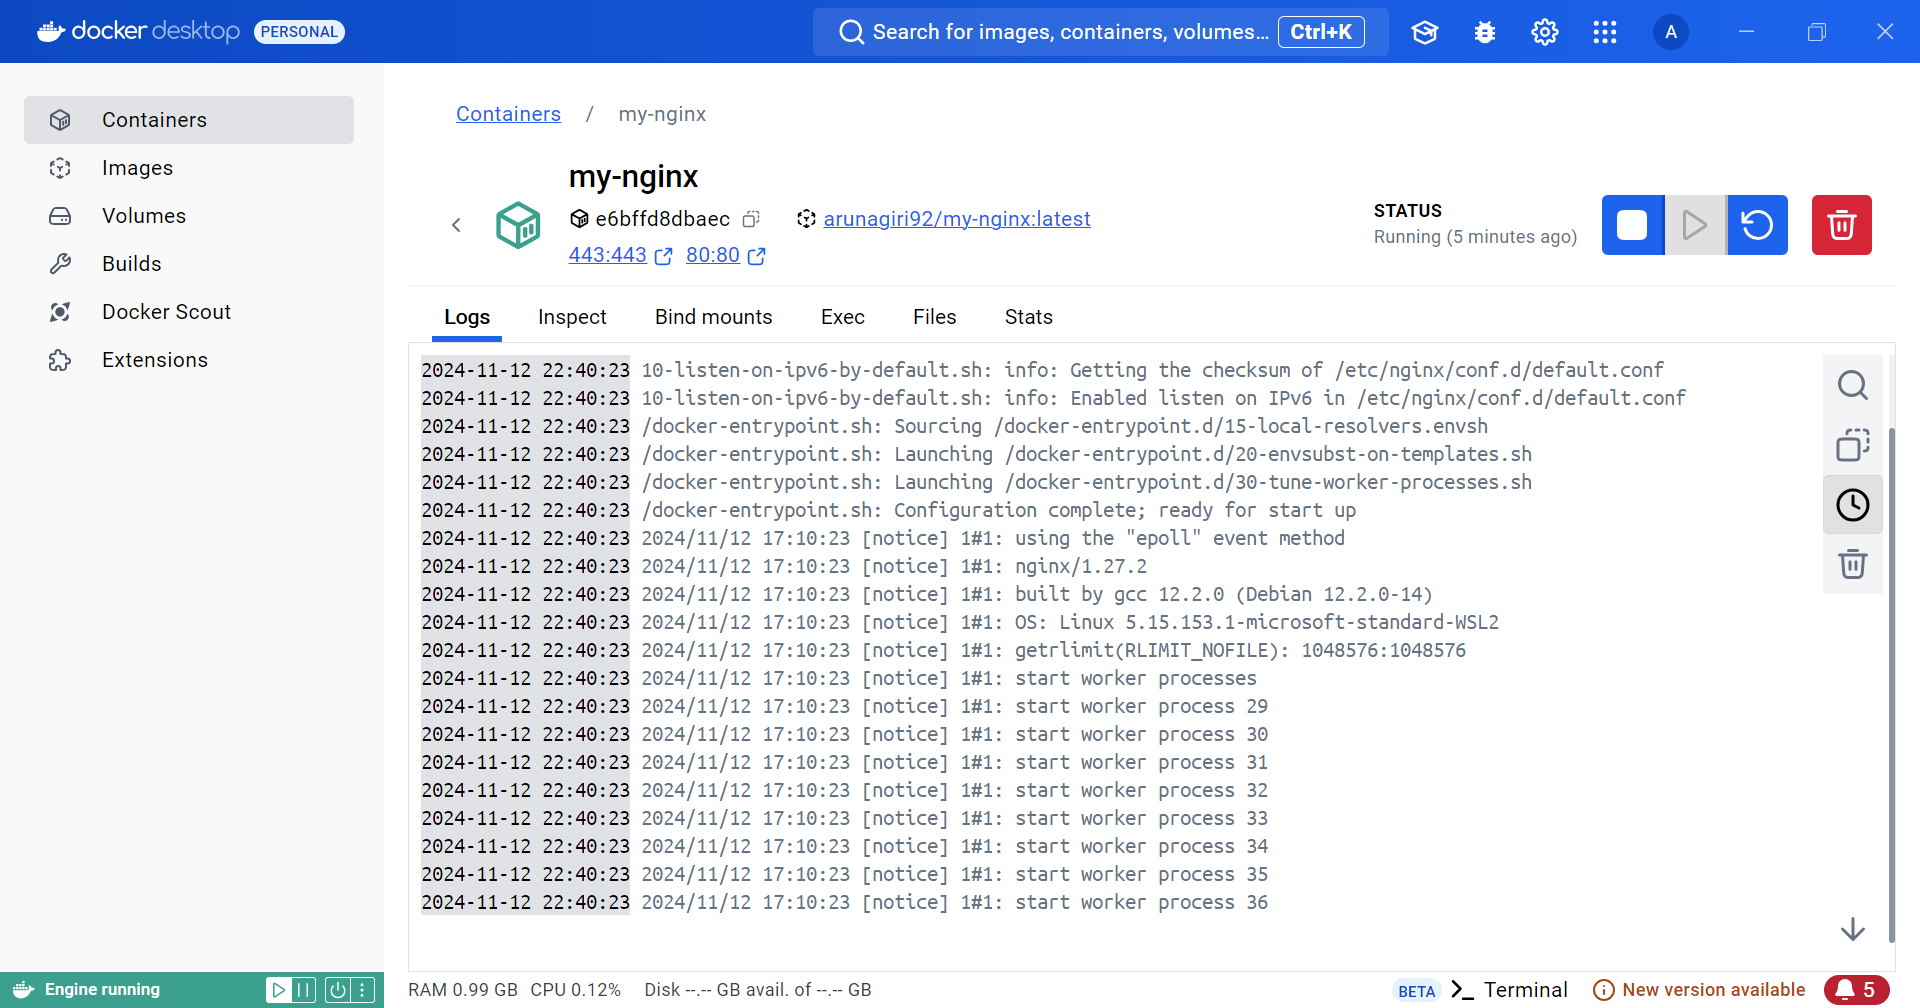 docker desktop PERSONAL
Search for images, containers, volumes... Ctrl+K
A
Containers
Images
Volumes
Builds
Docker Scout
Extensions
Containers / my-nginx
my-nginx
e6bffd8dbaec arunagiri92/my-nginx:latest
443:443 80:80
STATUS
Running (5 minutes ago)
Logs Inspect Bind mounts Exec Files Stats
2024-11-12 22:40:23 10-listen-on-ipv6-by-default.sh: info: Getting the checksum of /etc/nginx/conf.d/default.conf
2024-11-12 22:40:23 10-listen-on-ipv6-by-default.sh: info: Enabled listen on IPv6 in /etc/nginx/conf.d/default.conf
2024-11-12 22:40:23 /docker-entrypoint.sh: Sourcing /docker-entrypoint.d/15-local-resolvers.envsh
2024-11-12 22:40:23 /docker-entrypoint.sh: Launching /docker-entrypoint.d/20-envsubst-on-templates.sh
2024-11-12 22:40:23 /docker-entrypoint.sh: Launching /docker-entrypoint.d/30-tune-worker-processes.sh
2024-11-12 22:40:23 /docker-entrypoint.sh: Configuration complete; ready for start up
2024-11-12 22:40:23 2024/11/12 17:10:23 [notice] 1#1: using the "epoll" event method
2024-11-12 22:40:23 2024/11/12 17:10:23 [notice] 1#1: nginx/1.27.2
2024-11-12 22:40:23 2024/11/12 17:10:23 [notice] 1#1: built by gcc 12.2.0 (Debian 12.2.0-14)
2024-11-12 22:40:23 2024/11/12 17:10:23 [notice] 1#1: OS: Linux 5.15.153.1-microsoft-standard-WSL2
2024-11-12 22:40:23 2024/11/12 17:10:23 [notice] 1#1: getrlimit(RLIMIT_NOFILE): 1048576:1048576
2024-11-12 22:40:23 2024/11/12 17:10:23 [notice] 1#1: start worker processes
2024-11-12 22:40:23 2024/11/12 17:10:23 [notice] 1#1: start worker process 29
2024-11-12 22:40:23 2024/11/12 17:10:23 [notice] 1#1: start worker process 30
2024-11-12 22:40:23 2024/11/12 17:10:23 [notice] 1#1: start worker process 31
2024-11-12 22:40:23 2024/11/12 17:10:23 [notice] 1#1: start worker process 32
2024-11-12 22:40:23 2024/11/12 17:10:23 [notice] 1#1: start worker process 33
2024-11-12 22:40:23 2024/11/12 17:10:23 [notice] 1#1: start worker process 34
2024-11-12 22:40:23 2024/11/12 17:10:23 [notice] 1#1: start worker process 35
2024-11-12 22:40:23 2024/11/12 17:10:23 [notice] 1#1: start worker process 36
Engine running
RAM 0.99 GB CPU 0.12% Disk --.-- GB avail. of --.-- GB
BETA Terminal New version available 5